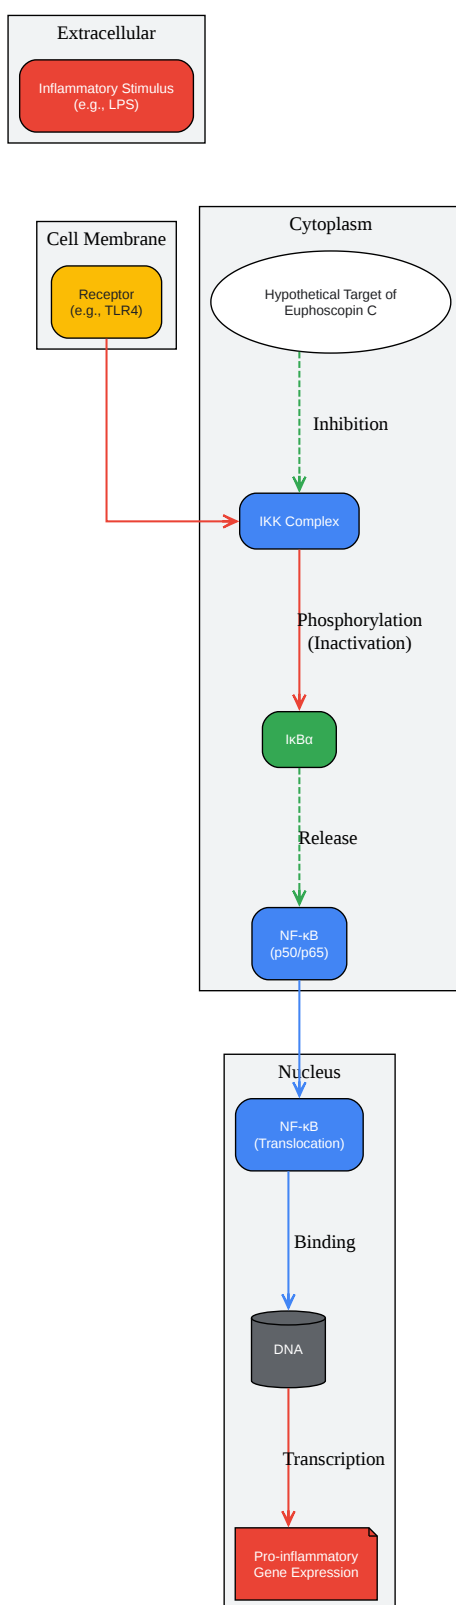 Extracellular
Inflammatory Stimulus
(e.g., LPS)
Cell Membrane
Receptor
(e.g., TLR4)
Cytoplasm
Hypothetical Target of
Euphoscopin C
Inhibition
IKK Complex
Phosphorylation
(Inactivation)
IκBα
Release
NF-κB
(p50/p65)
Nucleus
NF-κB
(Translocation)
Binding
DNA
Transcription
Pro-inflammatory
Gene Expression